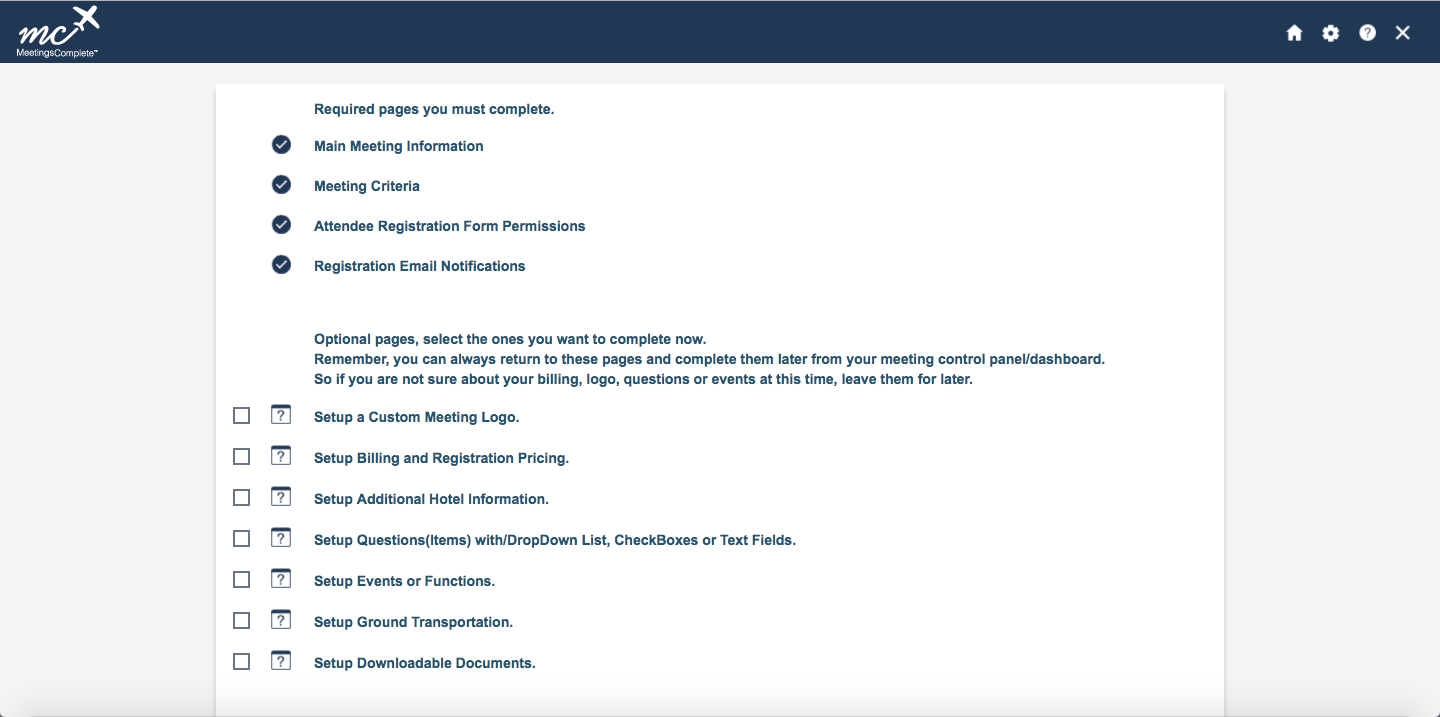 mc
MeetingsComplete™
Required pages you must complete.
Main Meeting Information
Meeting Criteria
Attendee Registration Form Permissions
Registration Email Notifications
Optional pages, select the ones you want to complete now.
Remember, you can always return to these pages and complete them later from your meeting control panel/dashboard.
So if you are not sure about your billing, logo, questions or events at this time, leave them for later.
? Setup a Custom Meeting Logo.
? Setup Billing and Registration Pricing.
? Setup Additional Hotel Information.
? Setup Questions(Items) with/DropDown List, CheckBoxes or Text Fields.
? Setup Events or Functions.
? Setup Ground Transportation.
? Setup Downloadable Documents.